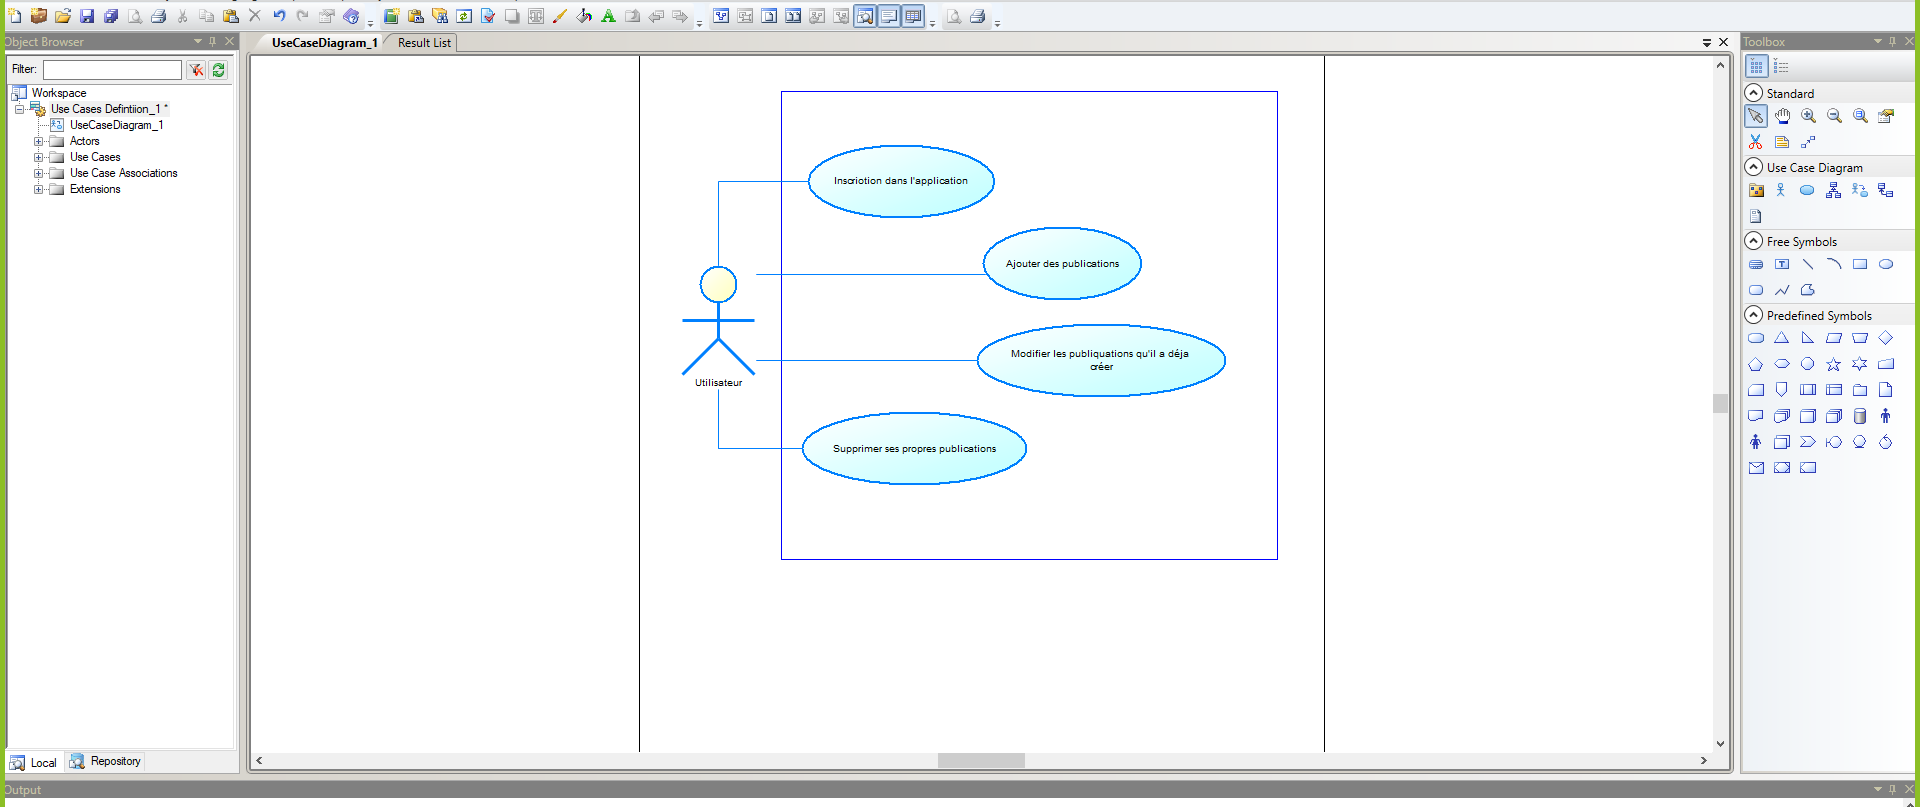 Object Browser
UseCaseDiagram_1
Result List
Toolbox
Filter:
Workspace
Use Cases Defintiion_1 *
UseCaseDiagram_1
Actors
Use Cases
Use Case Associations
Extensions
Inscriotion dans l'application
Ajouter des publications
Modifier les publiquations qu'il a déja
créer
Utilisateur
Supprimer ses propres publications
Standard
Use Case Diagram
Free Symbols
Predefined Symbols
Local
Repository
Output